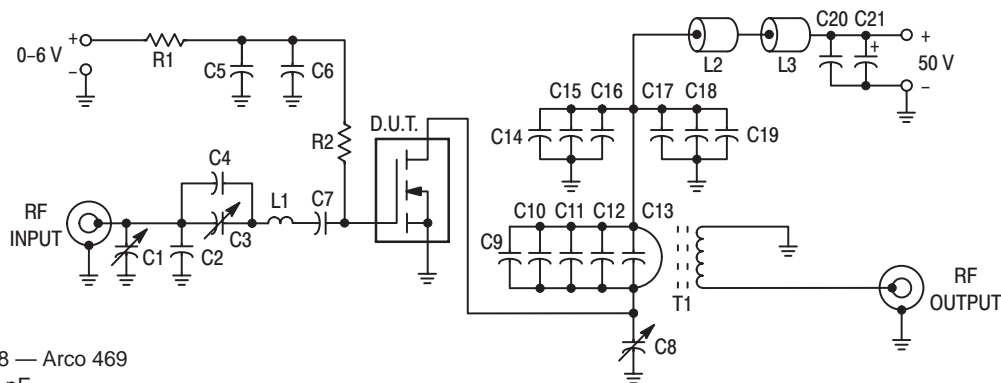 C20 C21
+
0–6 V
–
R1
C5
C6
L2
L3
+
+
50 V
–
C15 C16 C17 C18
C14
C19
R2
D.U.T.
C4
RF
INPUT
C1
C2
C3
L1
C7
C10 C11 C12 C13
C9
T1
RF
OUTPUT
C8
8 — Arco 469